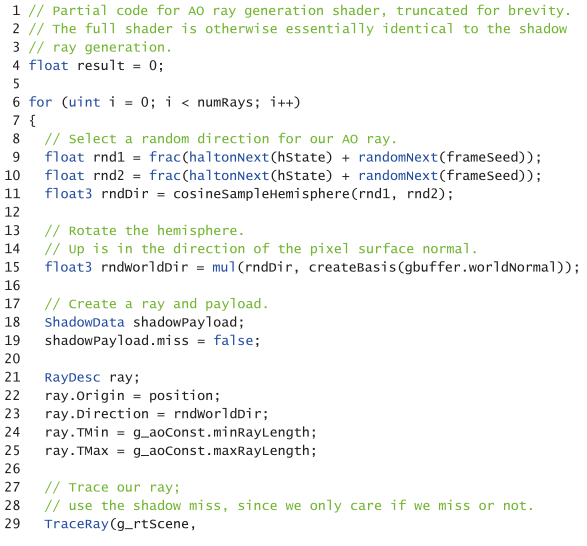 1 // Partial code for AO ray generation shader, truncated for brevity.
2 // The full shader is otherwise essentially identical to the shadow
3 // ray generation.
4 float result = 0;
5
6 for (uint i = 0; i < numRays; i++)
7 {
8 // Select a random direction for our AO ray.
9 float rnd1 = frac(haltonNext(hState) + randomNext(frameSeed));
10 float rnd2 = frac(haltonNext(hState) + randomNext(frameSeed));
11 float3 rndDir = cosineSampleHemisphere(rnd1, rnd2);
12
13 // Rotate the hemisphere.
14 // Up is in the direction of the pixel surface normal.
15 float3 rndWorldDir = mul(rndDir, createBasis(gbuffer.worldNormal));
16
17 // Create a ray and payload.
18 ShadowData shadowPayload;
19 shadowPayload.miss = false;
20
21 RayDesc ray;
22 ray.Origin = position;
23 ray.Direction = rndWorldDir;
24 ray.TMin = g_aoConst.minRayLength;
25 ray.TMax = g_aoConst.maxRayLength;
26
27 // Trace our ray;
28 // use the shadow miss, since we only care if we miss or not.
29 TraceRay(g_rtScene,